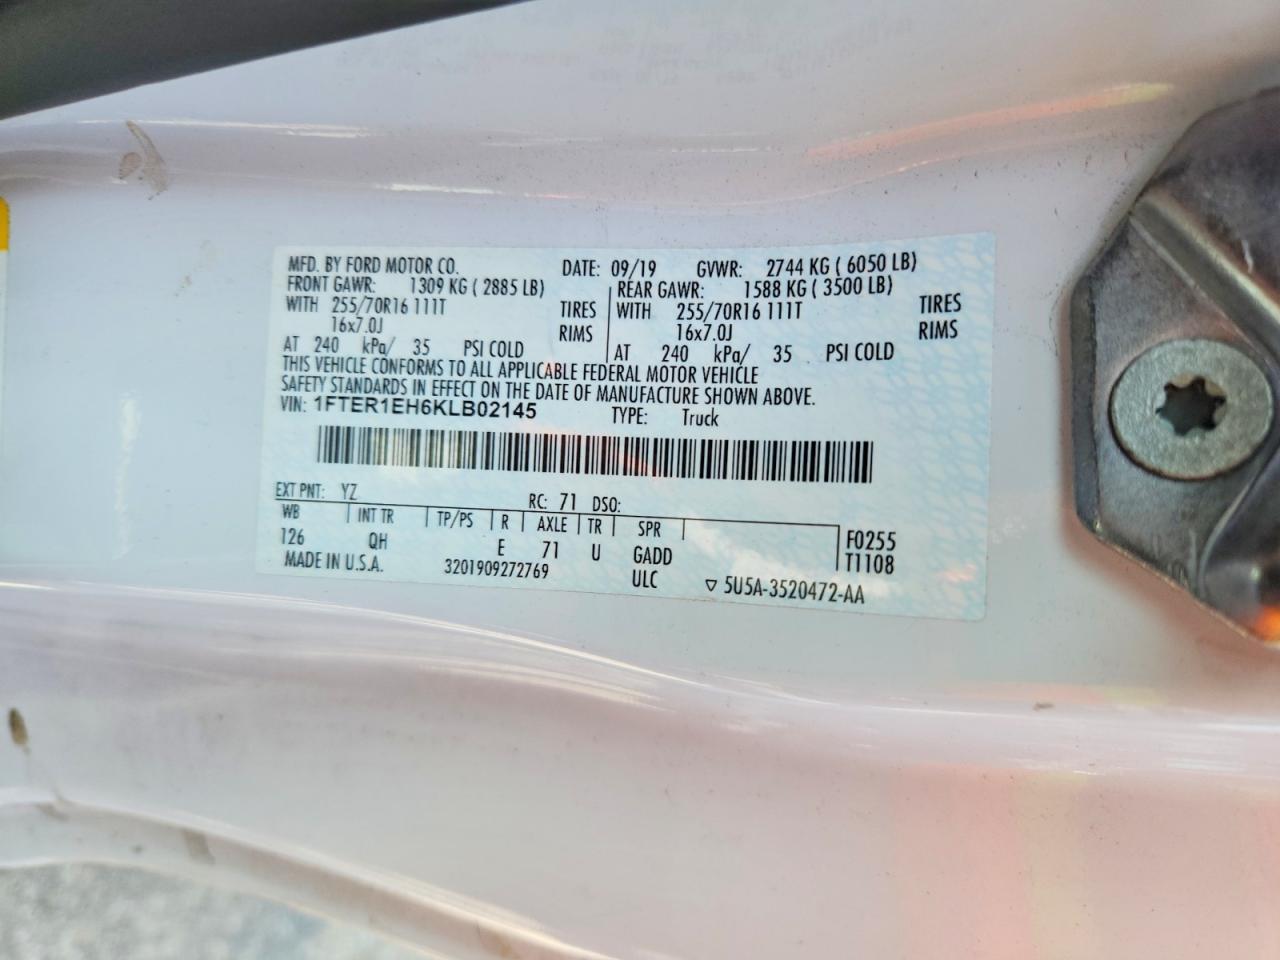 MFD. BY FORD MOTOR CO. DATE: 09/19 GVWR: 2744 KG ( 6050 LB)
FRONT GAWR: 1309 KG ( 2885 LB) REAR GAWR: 1588 KG ( 3500 LB)
WITH 255/70R16 111T TIRES WITH 255/70R16 111T TIRES
16x7.0J RIMS 16x7.0J RIMS
AT 240 kPa/ 35 PSI COLD AT 240 kPa/ 35 PSI COLD
THIS VEHICLE CONFORMS TO ALL APPLICABLE FEDERAL MOTOR VEHICLE
SAFETY STANDARDS IN EFFECT ON THE DATE OF MANUFACTURE SHOWN ABOVE.
VIN: 1FTER1EH6KLB02145 TYPE: Truck
EXT PNT: YZ RC: 71 DSO:
WB INT TR TP/PS R AXLE TR SPR F0255
126 QH E 71 U GADD T1108
MADE IN U.S.A. 3201909272769 ULC 5U5A-3520472-AA